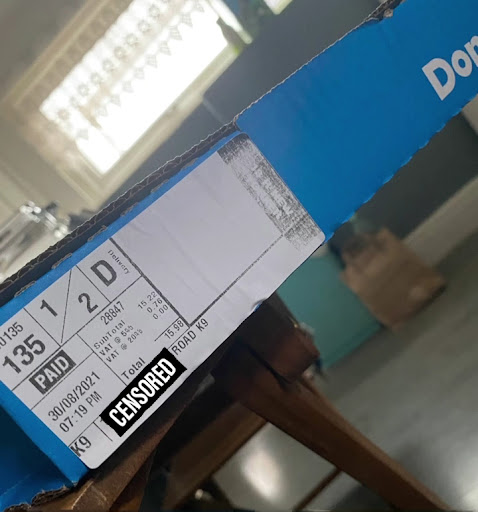 Dom
0135
135
1/2
D
Delivery
PAID
28847
Subtotal 15.22
VAT @ 5% 0.76
VAT @ 20% 0.00
30/08/2021
07:19 PM
Total 15.98
K9
ROAD K9
CENSORED